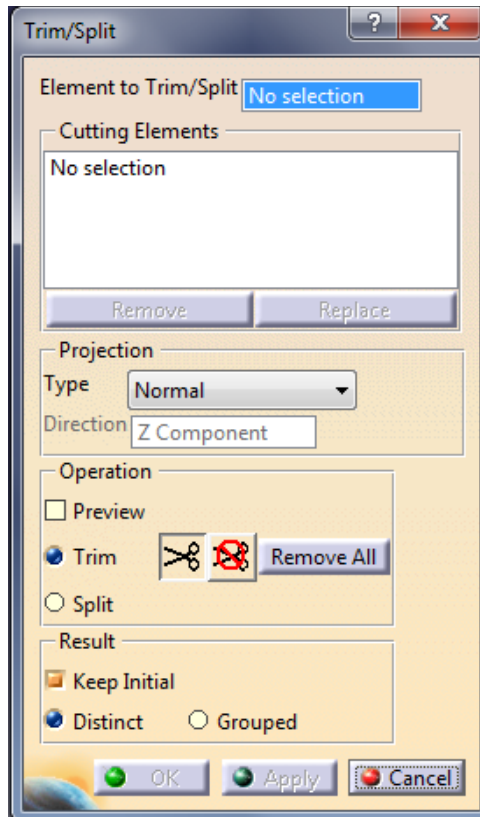 Trim/Split
?
X
Element to Trim/Split No selection
Cutting Elements
No selection
Remove Replace
Projection
Type Normal
Direction Z Component
Operation
Preview
Trim Remove All
Split
Result
Keep Initial
Distinct Grouped
OK Apply Cancel